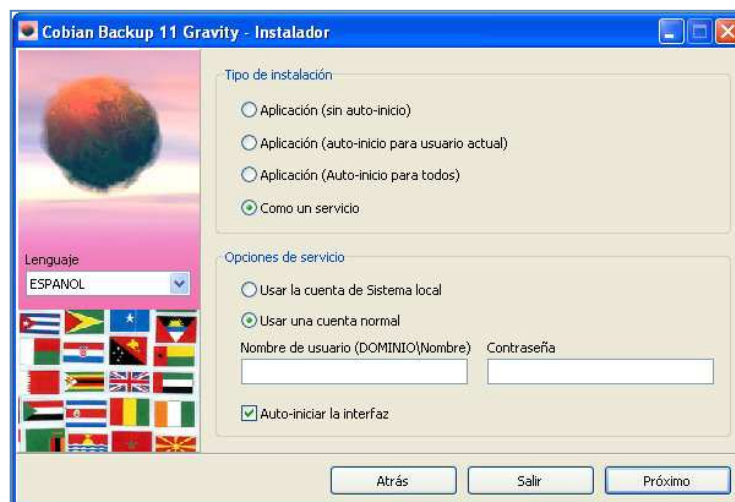 Cobian Backup 11 Gravity - Instalador
Tipo de instalación
Aplicación (sin auto-inicio)
Aplicación (auto-inicio para usuario actual)
Aplicación (Auto-inicio para todos)
Como un servicio
Lenguaje
ESPANOL
Opciones de servicio
Usar la cuenta de Sistema local
Usar una cuenta normal
Nombre de usuario (DOMINIO\Nombre) Contraseña
Auto-iniciar la interfaz
Atrás Salir Próximo